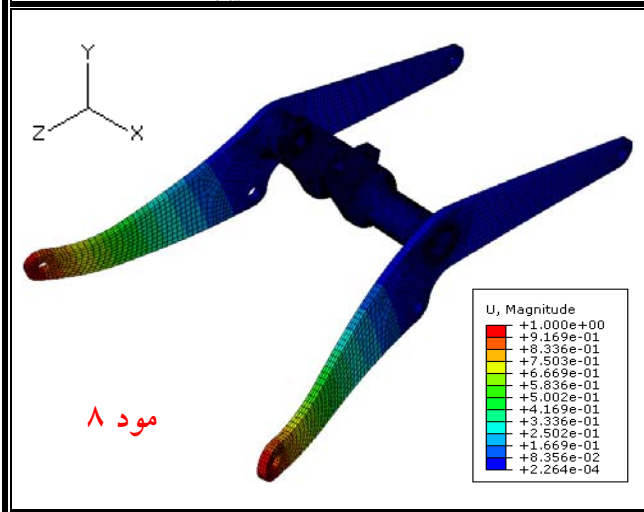 Y
Z
X
U, Magnitude
+1.000e+00
+9.169e-01
+8.336e-01
+7.503e-01
+6.669e-01
+5.836e-01
+5.002e-01
+4.169e-01
+3.336e-01
+2.502e-01
+1.669e-01
+8.356e-02
+2.264e-04
مود ۸